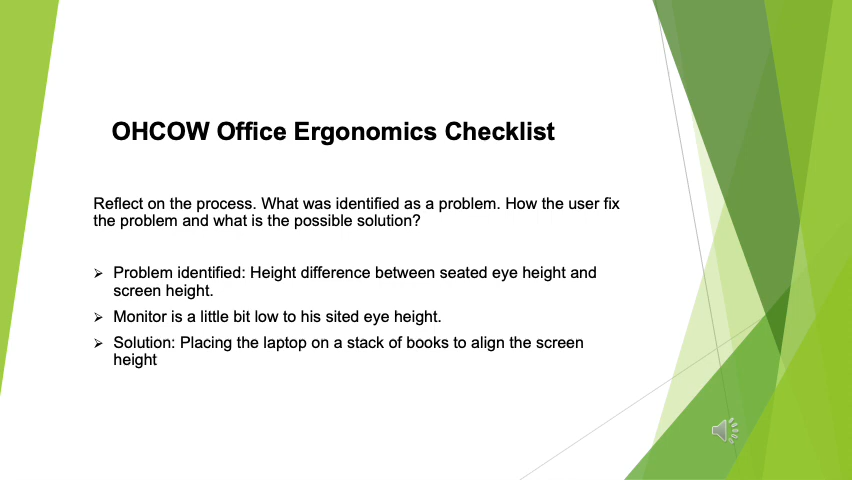 OHCOW Office Ergonomics Checklist
Reflect on the process. What was identified as a problem. How the user fix
the problem and what is the possible solution?
➢ Problem identified: Height difference between seated eye height and
screen height.
➢ Monitor is a little bit low to his sited eye height.
➢ Solution: Placing the laptop on a stack of books to align the screen
height